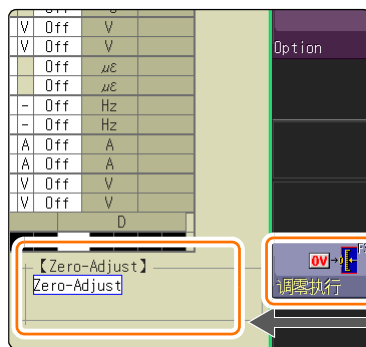 V Off V
V Off V
Off με
Off με
- Off Hz
- Off Hz
A Off A
A Off A
V Off V
V Off V
D
Option
【Zero-Adjust】
Zero-Adjust
0V
调零执行